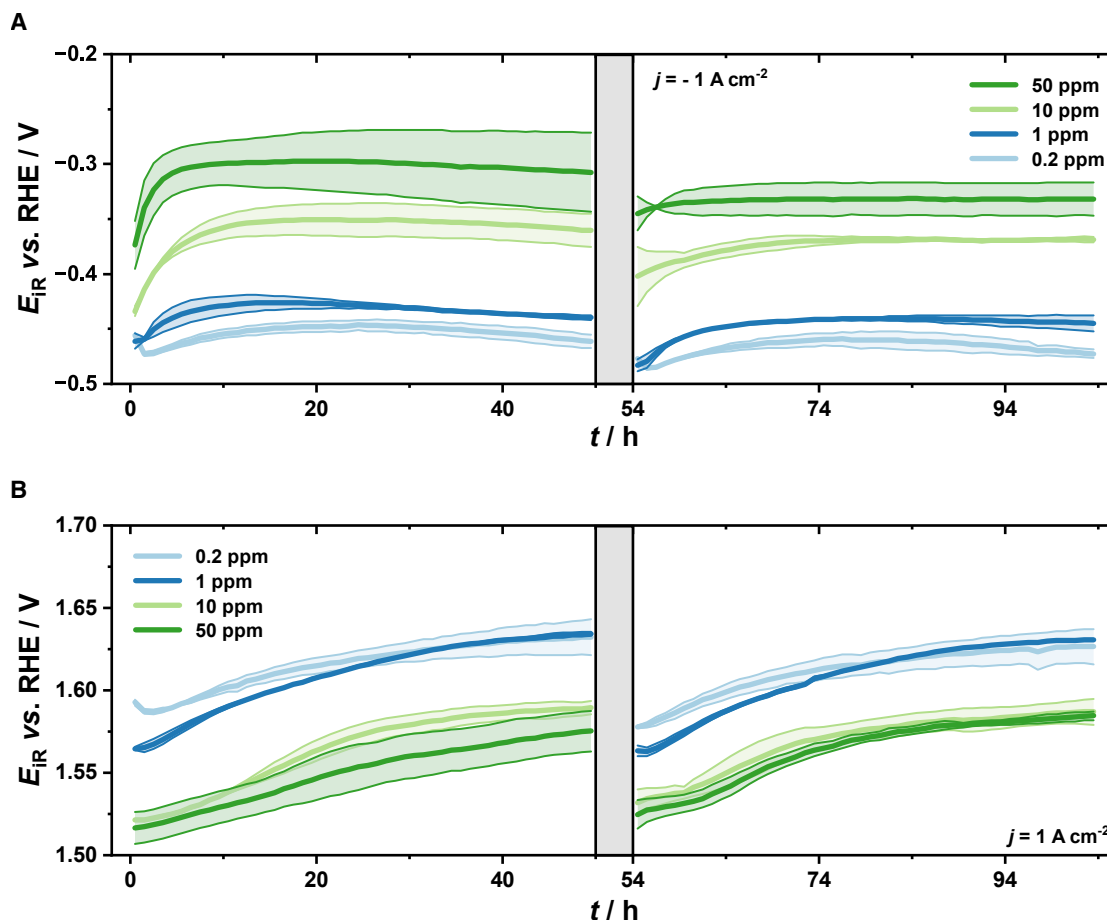 A
j = - 1 A cm-2
50 ppm
10 ppm
1 ppm
0.2 ppm
EiR vs. RHE / V
−0.2
−0.3
−0.4
−0.5
0 20 40 54 74 94
t / h
B
0.2 ppm
1 ppm
10 ppm
50 ppm
EiR vs. RHE / V
1.70
1.65
1.60
1.55
1.50
j = 1 A cm-2
0 20 40 54 74 94
t / h